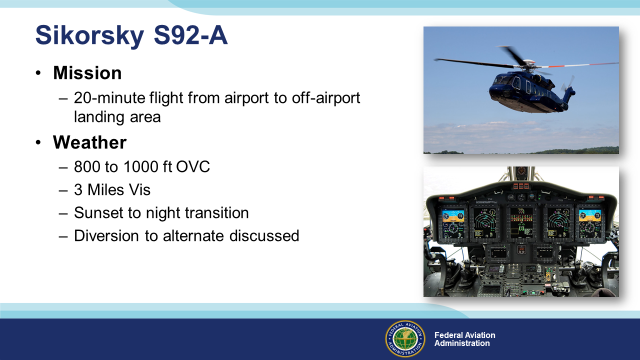 Sikorsky S92-A
• Mission
– 20-minute flight from airport to off-airport
landing area
• Weather
– 800 to 1000 ft OVC
– 3 Miles Vis
– Sunset to night transition
– Diversion to alternate discussed
Federal Aviation
Administration